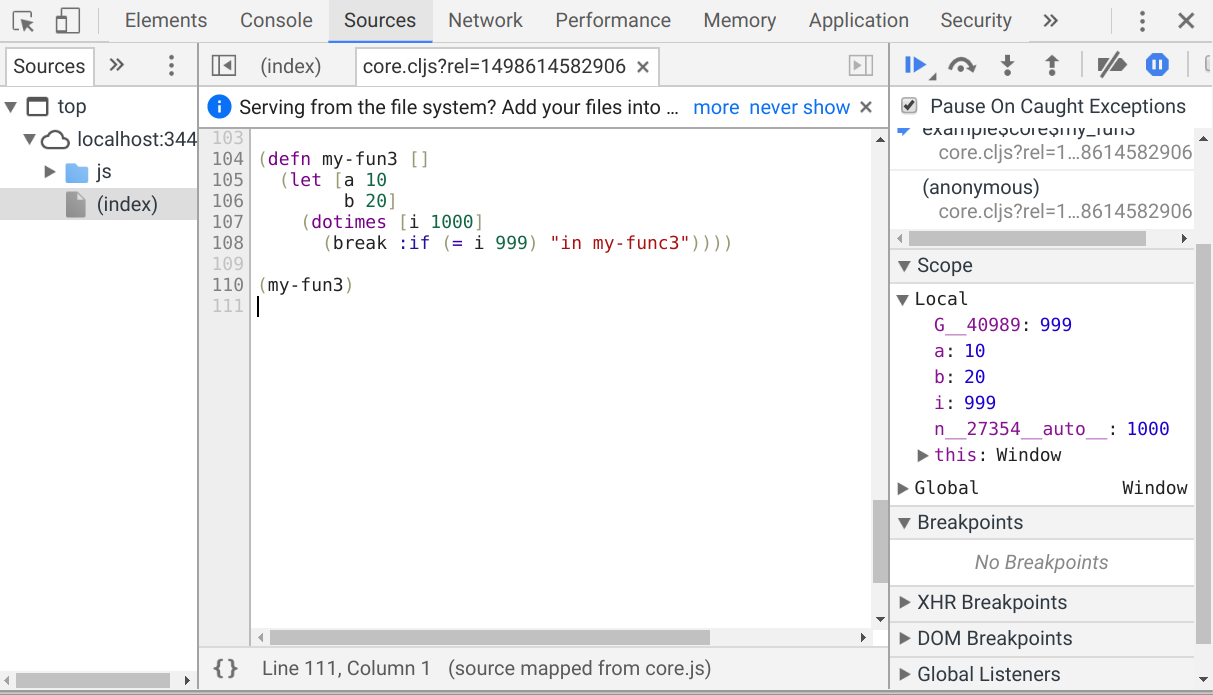 Elements Console Sources Network Performance Memory Application Security »
Sources »
(index) core.cljs?rel=1498614582906 ×
Serving from the file system? Add your files into … more never show ×
top
localhost:344
js
(index)
103
104 (defn my-fun3 []
105 (let [a 10
106 b 20]
107 (dotimes [i 1000]
108 (break :if (= i 999) "in my-func3"))))
109
110 (my-fun3)
111
{} Line 111, Column 1 (source mapped from core.js)
Pause On Caught Exceptions
example$core$my_fun3
core.cljs?rel=1…8614582906
(anonymous)
core.cljs?rel=1…8614582906
Scope
Local
G__40989: 999
a: 10
b: 20
i: 999
n__27354__auto__: 1000
this: Window
Global Window
Breakpoints
No Breakpoints
XHR Breakpoints
DOM Breakpoints
Global Listeners